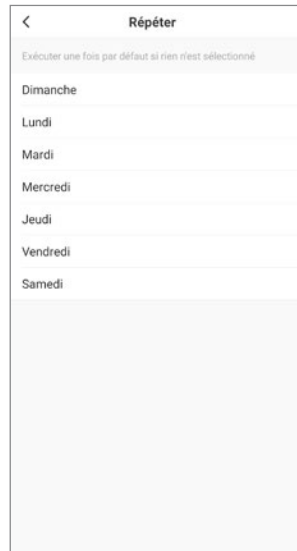 Répéter
Exécuter une fois par défaut si rien n'est sélectionné
Dimanche
Lundi
Mardi
Mercredi
Jeudi
Vendredi
Samedi